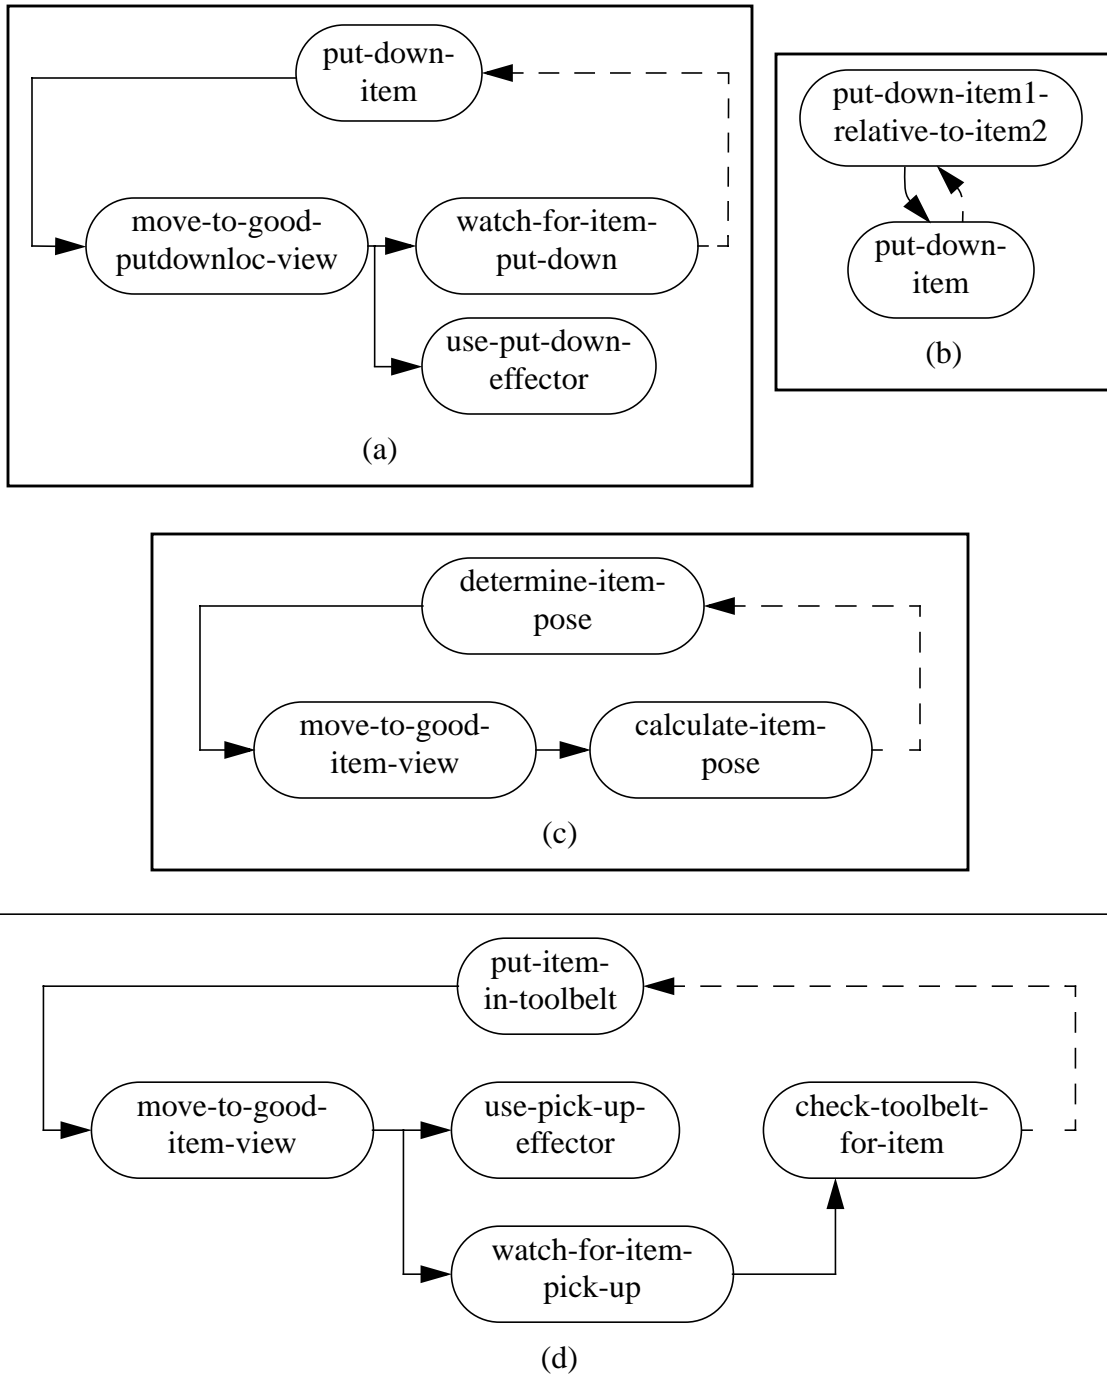 put-down-
item
move-to-good-
putdownloc-view
watch-for-item-
put-down
use-put-down-
effector
(a)
put-down-item1-
relative-to-item2
put-down-
item
(b)
determine-item-
pose
move-to-good-
item-view
calculate-item-
pose
(c)
put-item-
in-toolbelt
move-to-good-
item-view
use-pick-up-
effector
check-toolbelt-
for-item
watch-for-item-
pick-up
(d)